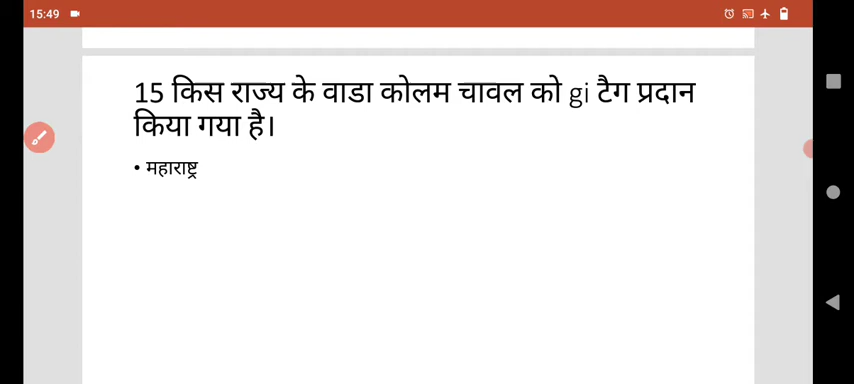 15:49
15 किस राज्य के वाडा कोलम चावल को gi टैग प्रदान
किया गया है।
• महाराष्ट्र